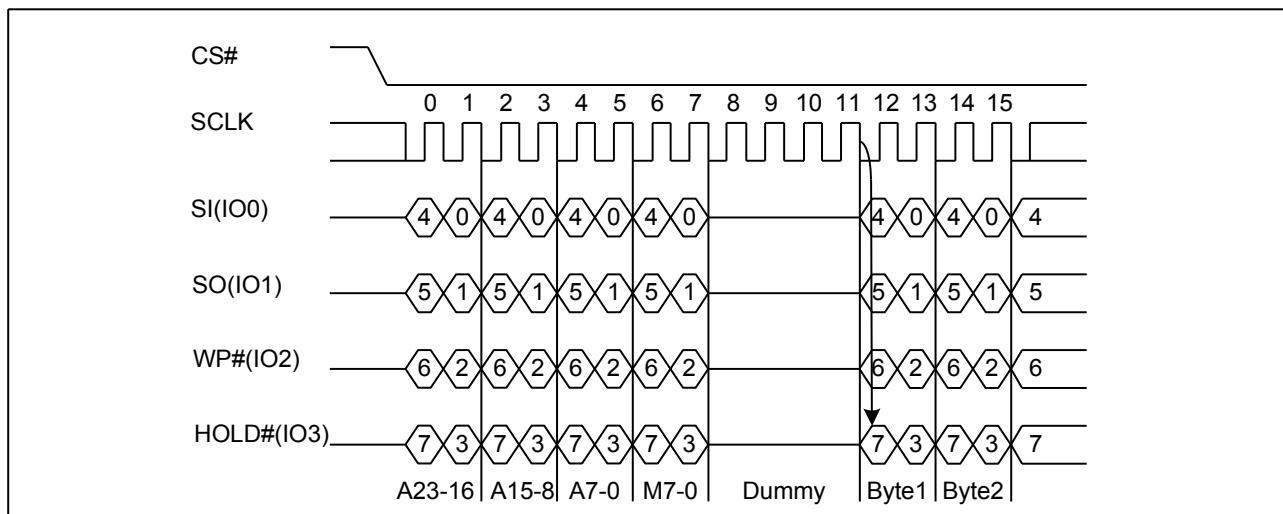 CS#
0 1 2 3 4 5 6 7 8 9 10 11 12 13 14 15
SCLK
SI(IO0) 4 0 4 0 4 0 4 0 4 0 4 0 4
SO(IO1) 5 1 5 1 5 1 5 1 5 1 5 1 5
WP#(IO2) 6 2 6 2 6 2 6 2 6 2 6 2 6
HOLD#(IO3) 7 3 7 3 7 3 7 3 7 3 7 3 7
A23-16 A15-8 A7-0 M7-0 Dummy Byte1 Byte2